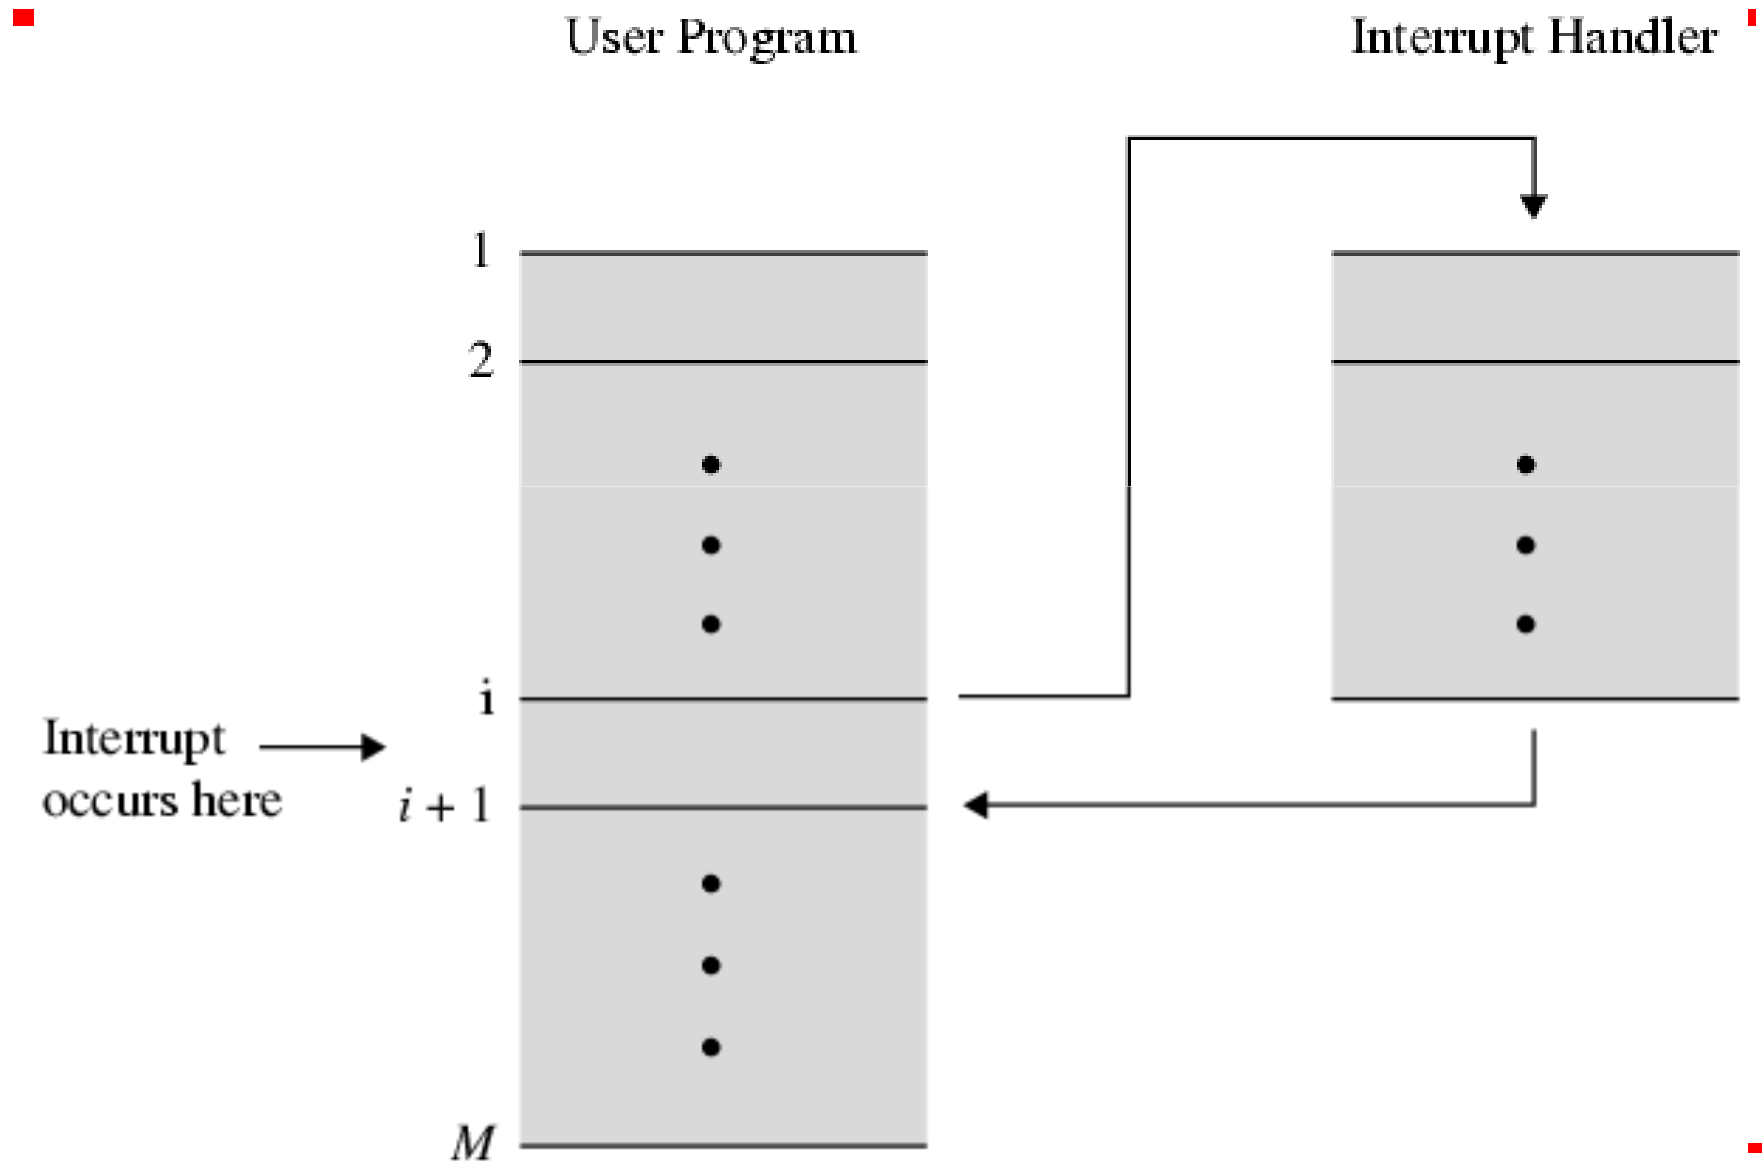 User Program
Interrupt Handler
1
2
i
Interrupt
occurs here
i + 1
M